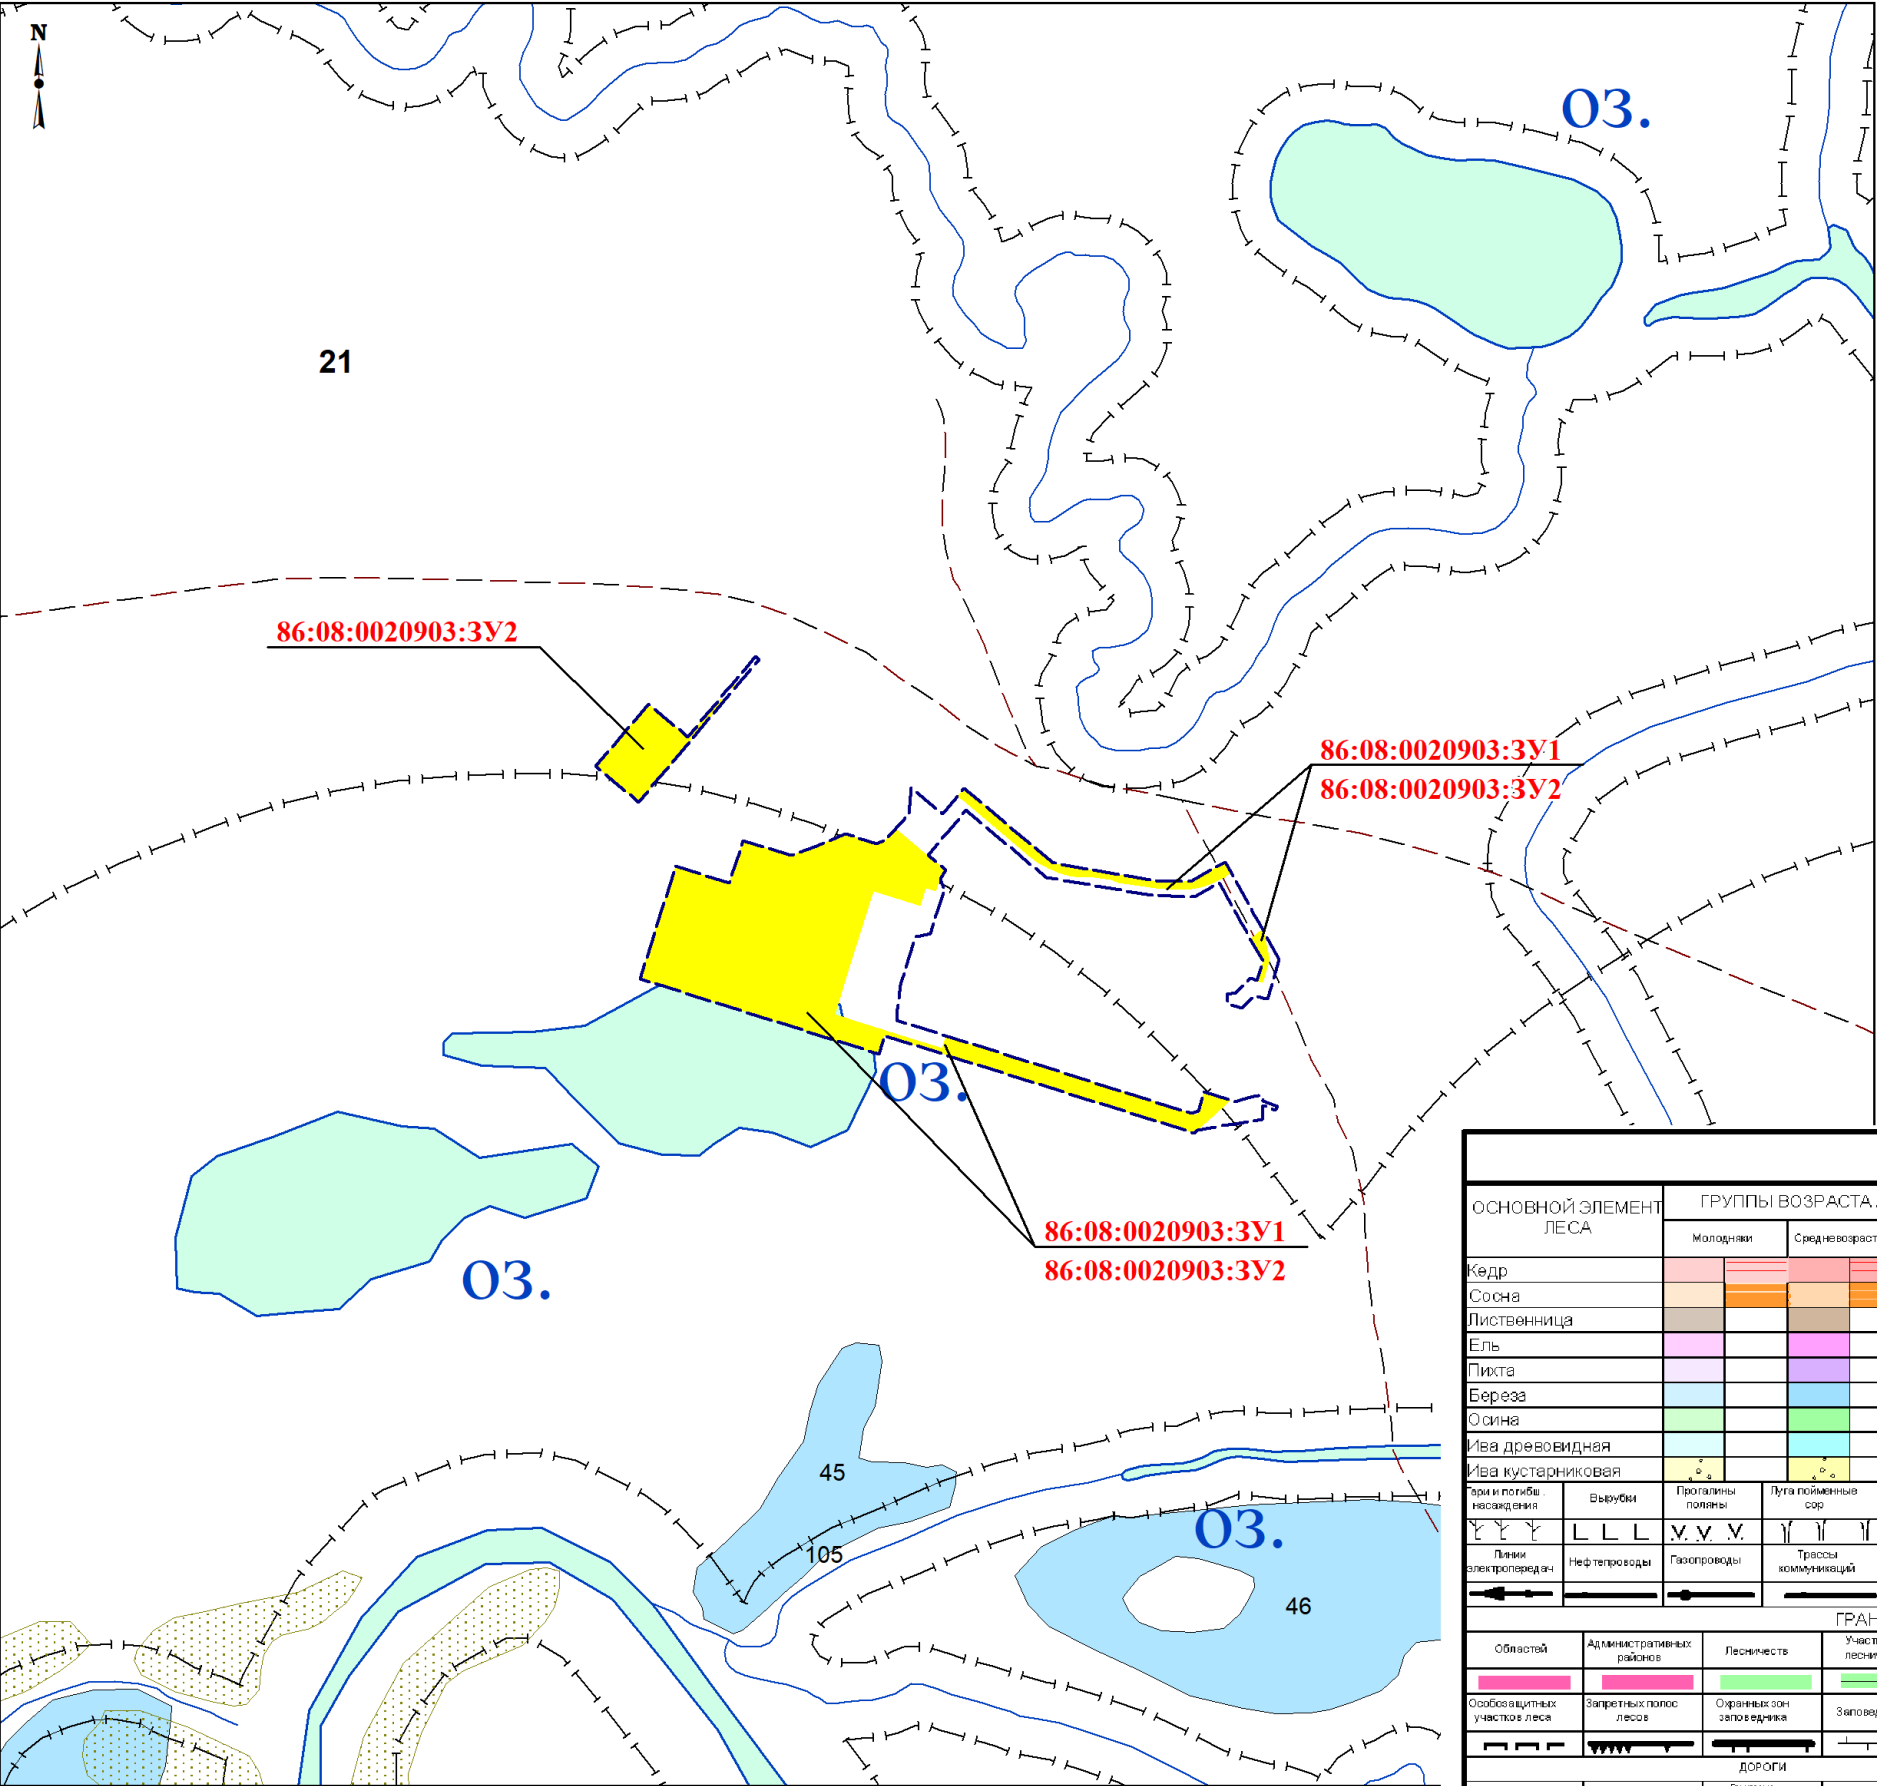 N
ОЗ.
21
86:08:0020903:ЗУ2
86:08:0020903:ЗУ1
86:08:0020903:ЗУ2
ОЗ.
86:08:0020903:ЗУ1
86:08:0020903:ЗУ2
ОЗ.
45
105
ОЗ.
46
ОСНОВНОЙ ЭЛЕМЕНТ
ЛЕСА
ГРУППЫ ВОЗРАСТА
Молодняки
Средневозраст
Кедр
Сосна
Лиственница
Ель
Пихта
Береза
Осина
Ива древовидная
Ива кустарниковая
Гари и погибш.
насаждения
Вырубки
Прогалины
поляны
Луга пойменные
сор
Линии
электропередач
Нефтепроводы
Газопроводы
Трассы
коммуникаций
ГРАН
Областей
Административных
районов
Лесничеств
Участ
лесни
Особозащитных
участков леса
Запретных полос
лесов
Охранных зон
заповедника
Запове
ДОРОГИ